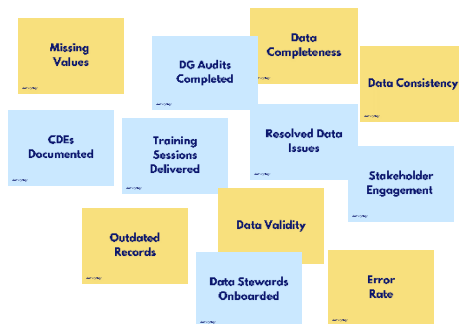 Missing
Values
DG Audits
Completed
Data
Completeness
Data Consistency
CDEs
Documented
Training
Sessions
Delivered
Resolved Data
Issues
Stakeholder
Engagement
Outdated
Records
Data Validity
Data Stewards
Onboarded
Error
Rate